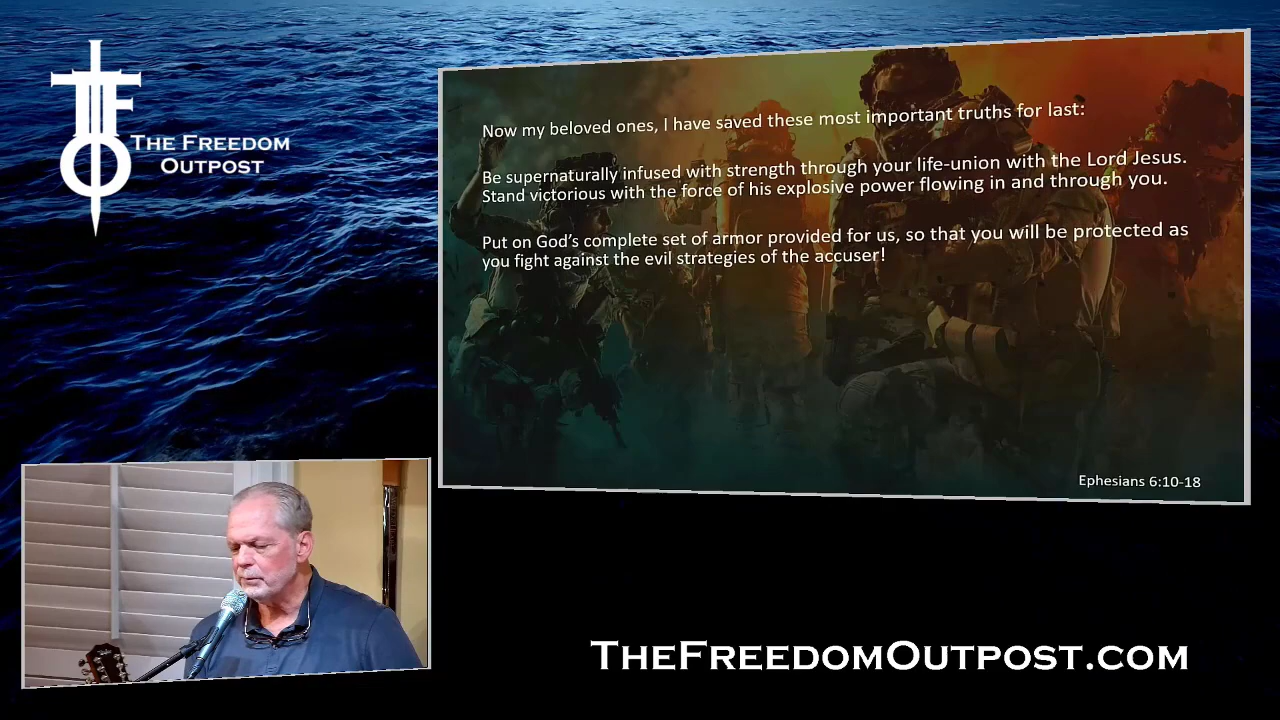 The Freedom
Outpost
Now my beloved ones, I have saved these most important truths for last:
Be supernaturally infused with strength through your life-union with the Lord Jesus.
Stand victorious with the force of his explosive power flowing in and through you.
Put on God’s complete set of armor provided for us, so that you will be protected as
you fight against the evil strategies of the accuser!
Ephesians 6:10-18
TheFreedomOutpost.com